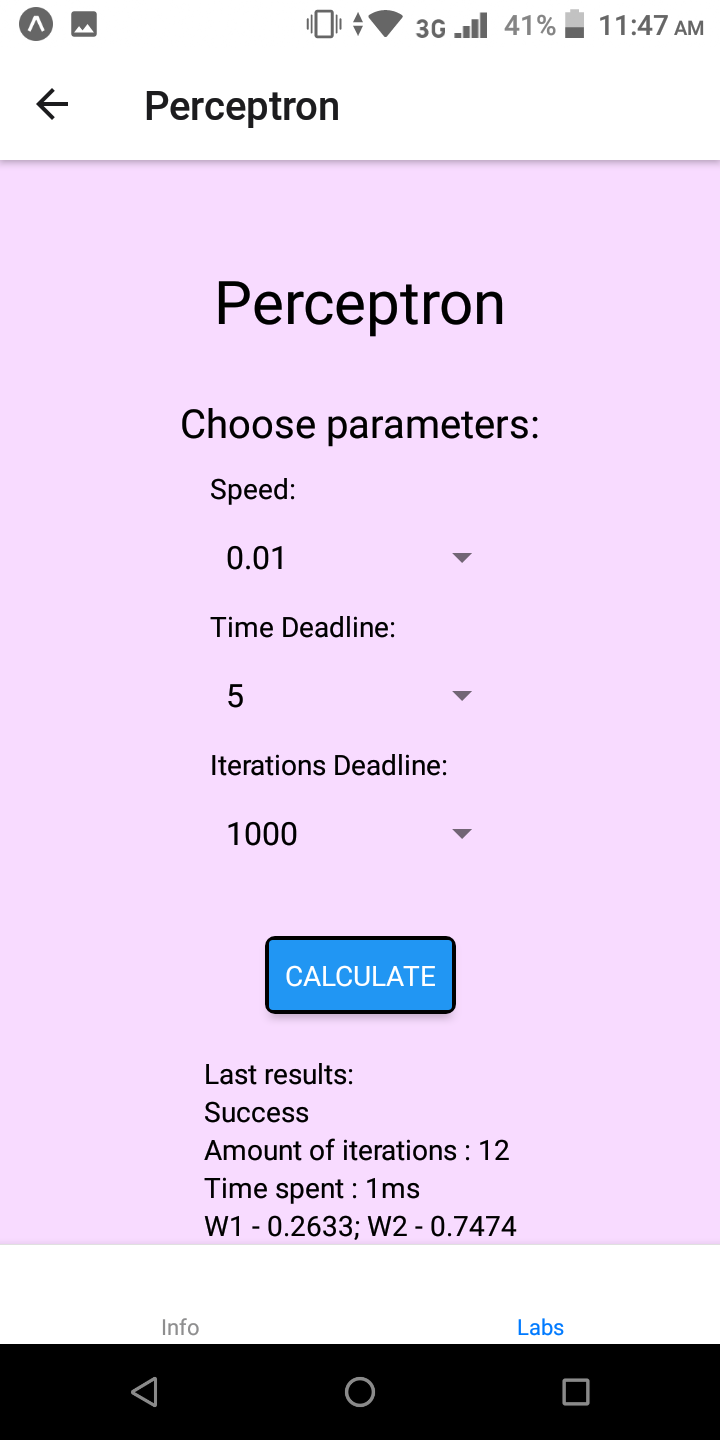 3G 41% 11:47 AM
Perceptron
Perceptron
Choose parameters:
Speed:
0.01
Time Deadline:
5
Iterations Deadline:
1000
CALCULATE
Last results:
Success
Amount of iterations : 12
Time spent : 1ms
W1 - 0.2633; W2 - 0.7474
Info Labs